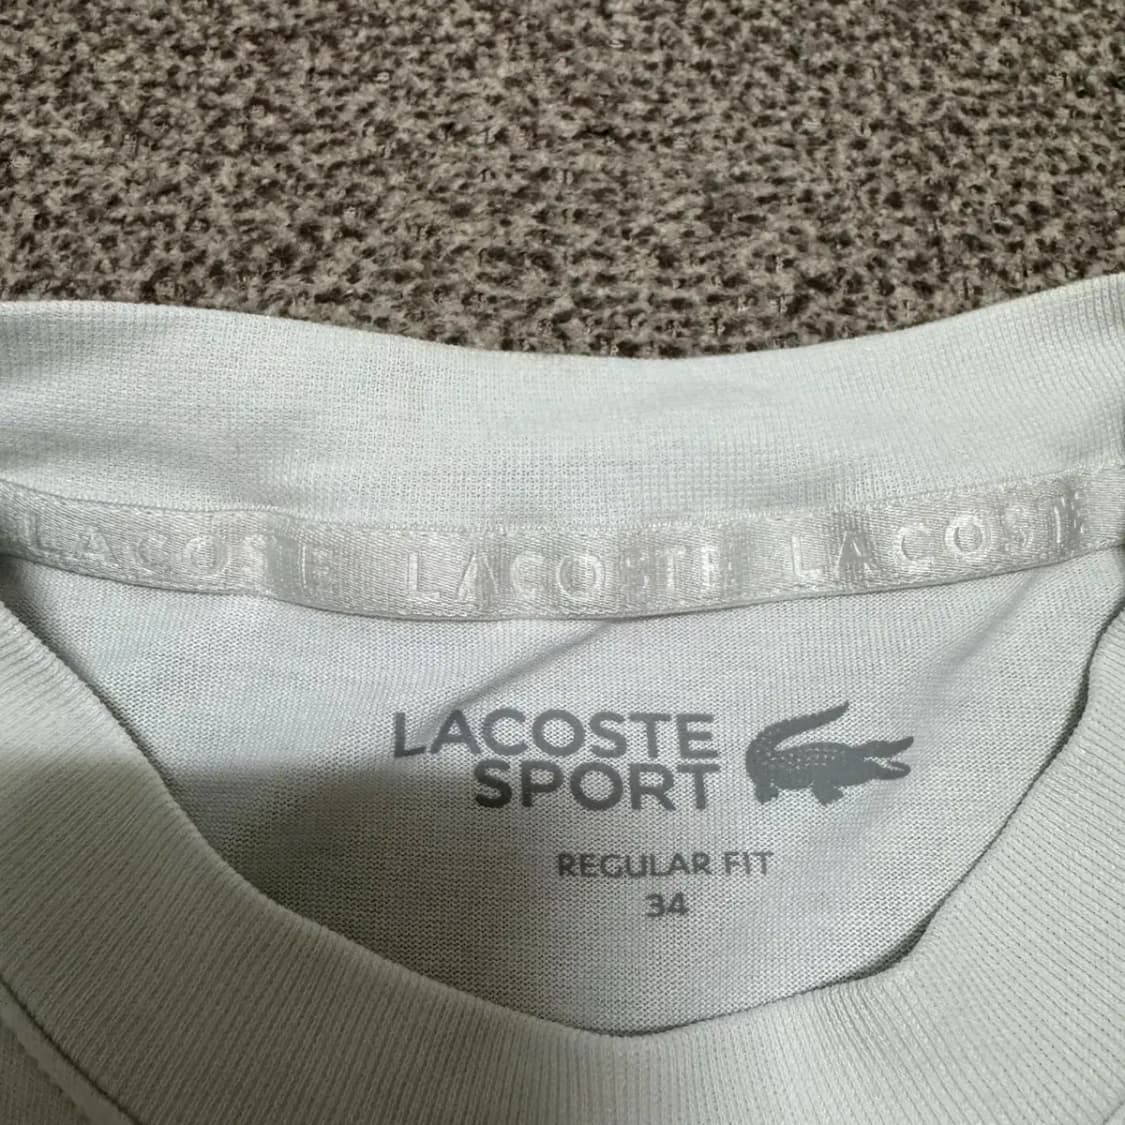 LACOSTE LACOSTE LACOSTE
LACOSTE
SPORT
REGULAR FIT
34